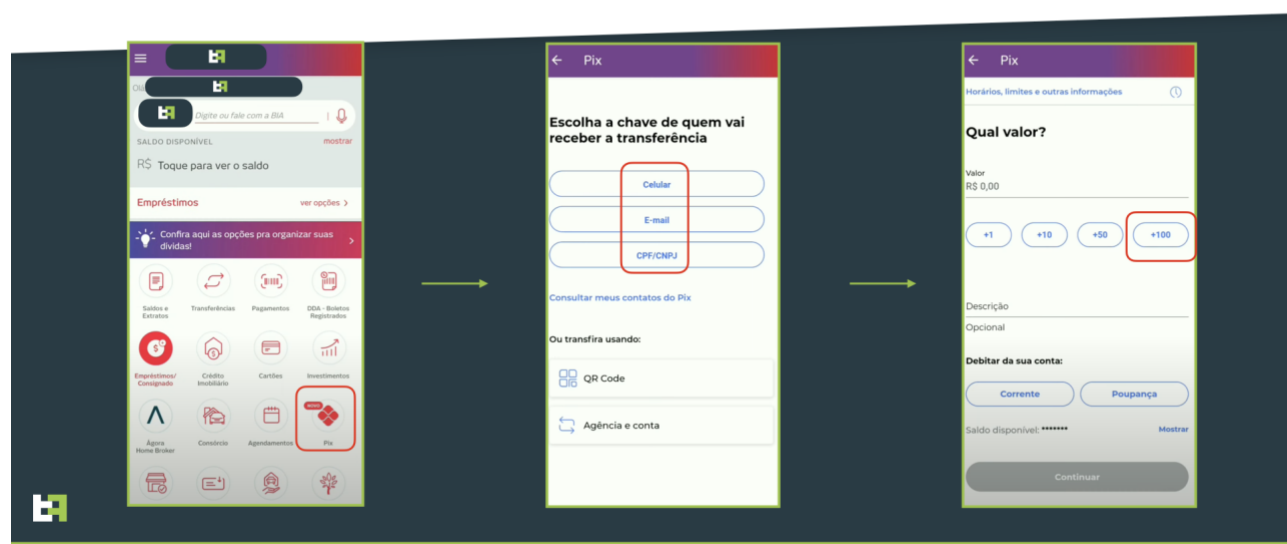 Olá
Digite ou fale com a BIA
SALDO DISPONÍVEL
mostrar
R$ Toque para ver o saldo
Empréstimos
ver opções >
Confira aqui as opções pra organizar suas
dívidas!
Saldos e
Extratos
Transferências
Pagamentos
DDA - Boletos
Registrados
Empréstimos/
Consignado
Crédito
Imobiliário
Cartões
Investimentos
Ágora
Home Broker
Consórcio
Agendamentos
NOVO
Pix
Pix
Escolha a chave de quem vai
receber a transferência
Celular
E-mail
CPF/CNPJ
Consultar meus contatos do Pix
Ou transfira usando:
QR Code
Agência e conta
Pix
Horários, limites e outras informações
Qual valor?
Valor
R$ 0,00
+1
+10
+50
+100
Descrição
Opcional
Debitar da sua conta:
Corrente
Poupança
Saldo disponível: *******
Mostrar
Continuar